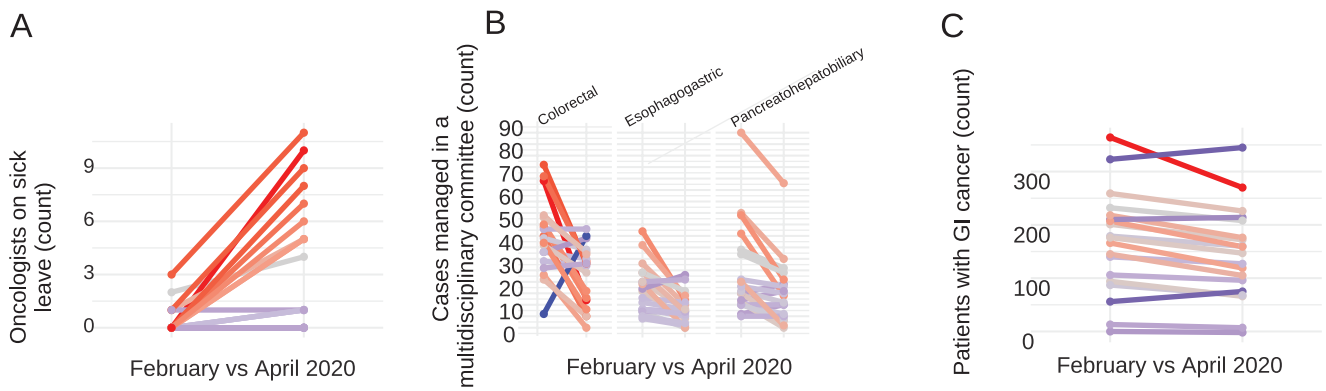 A
Oncologists on sick
leave (count)
9
6
3
0
February vs April 2020
B
Cases managed in a
multidisciplinary committee (count)
Colorectal
Esophagogastric
Pancreatohepatobiliary
90
80
70
60
50
40
30
20
10
0
February vs April 2020
C
Patients with GI cancer (count)
300
200
100
0
February vs April 2020